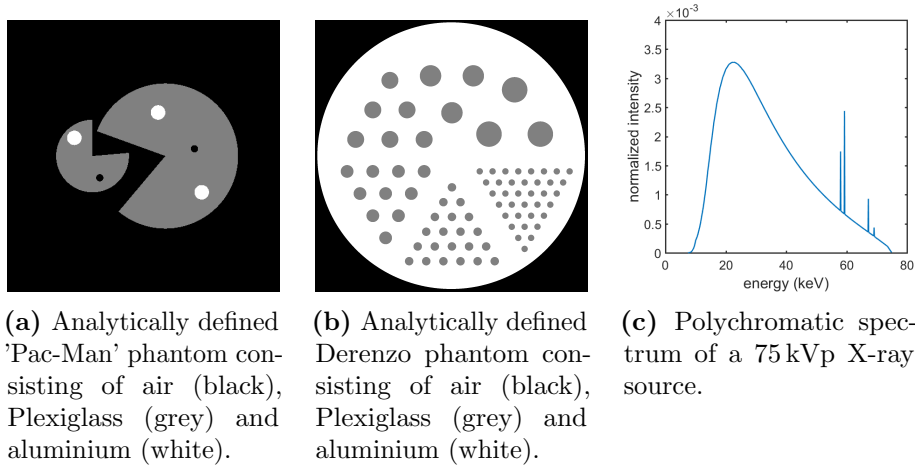 ×10⁻³
4
3.5
3
2.5
2
1.5
1
0.5
0
normalized intensity
0 20 40 60 80
energy (keV)
(a) Analytically defined
'Pac-Man' phantom con-
sisting of air (black),
Plexiglass (grey) and
aluminium (white).
(b) Analytically defined
Derenzo phantom con-
sisting of air (black),
Plexiglass (grey) and
aluminium (white).
(c) Polychromatic spec-
trum of a 75 kVp X-ray
source.